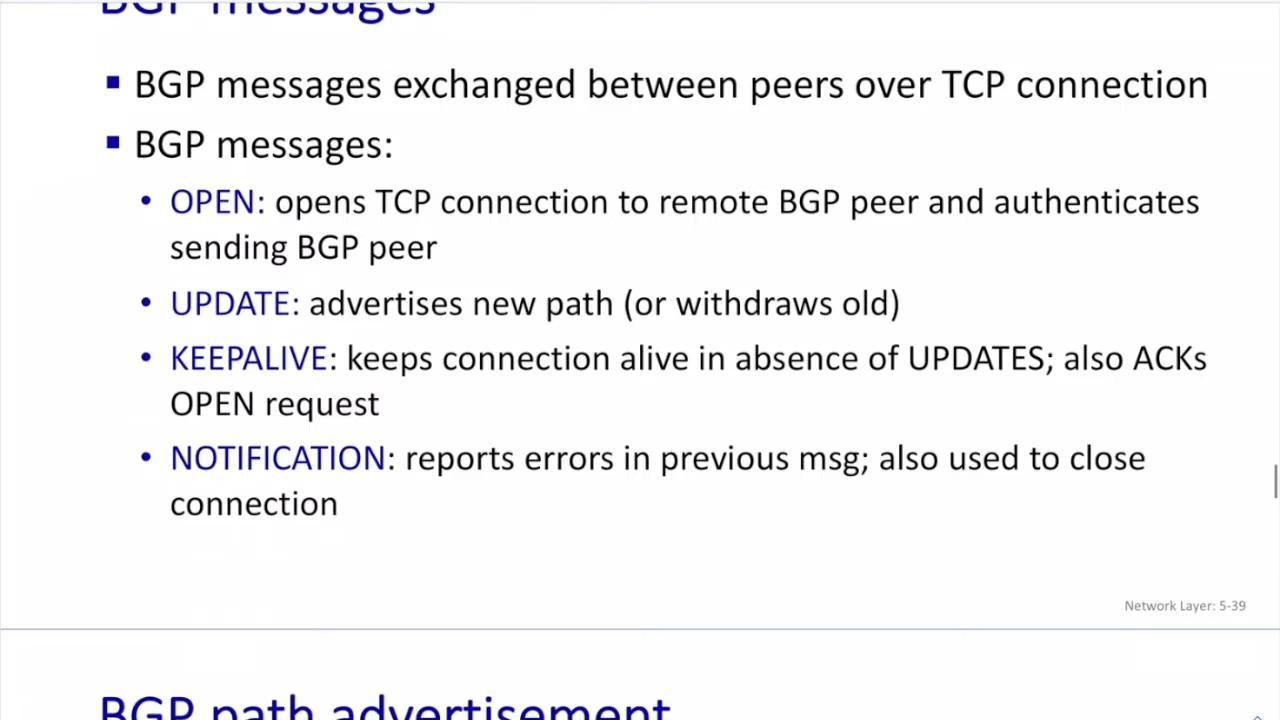 BGP messages
▪ BGP messages exchanged between peers over TCP connection
▪ BGP messages:
• OPEN: opens TCP connection to remote BGP peer and authenticates
sending BGP peer
• UPDATE: advertises new path (or withdraws old)
• KEEPALIVE: keeps connection alive in absence of UPDATES; also ACKs
OPEN request
• NOTIFICATION: reports errors in previous msg; also used to close
connection
Network Layer: 5-39
BGP path advertisement